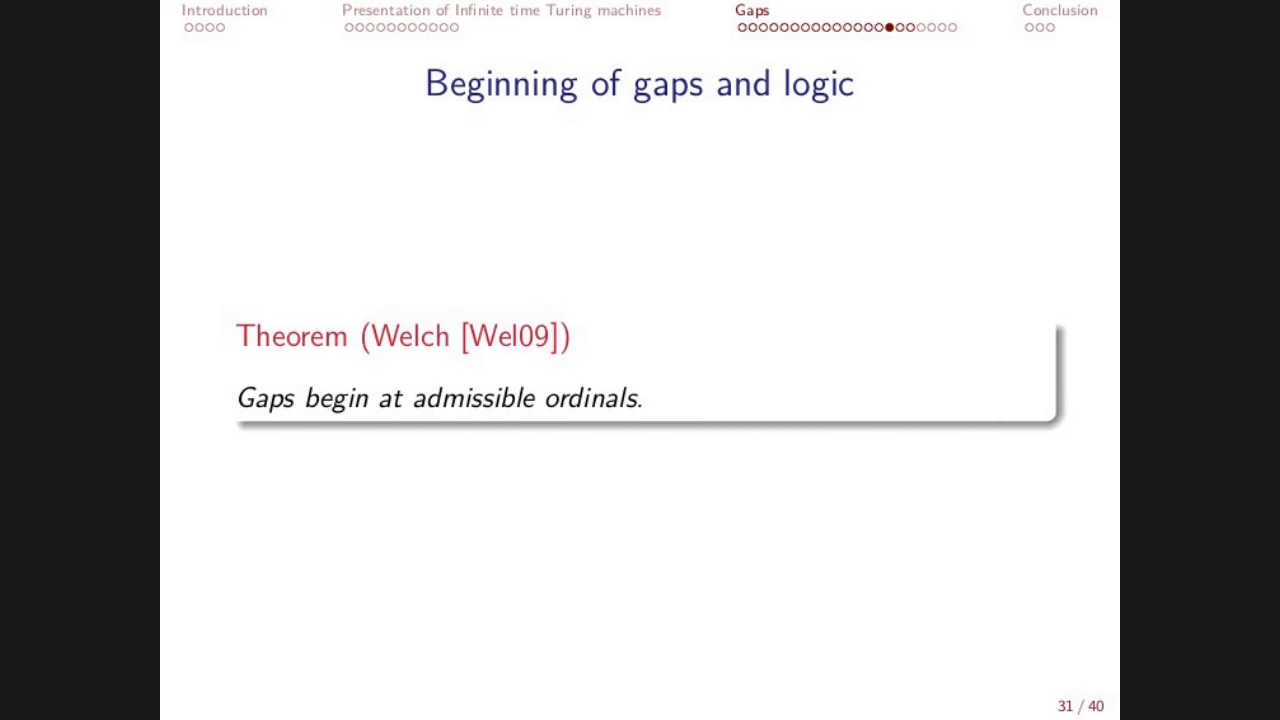 Introduction Presentation of Infinite time Turing machines Gaps Conclusion
Beginning of gaps and logic
Theorem (Welch [Wel09])
Gaps begin at admissible ordinals.
31 / 40